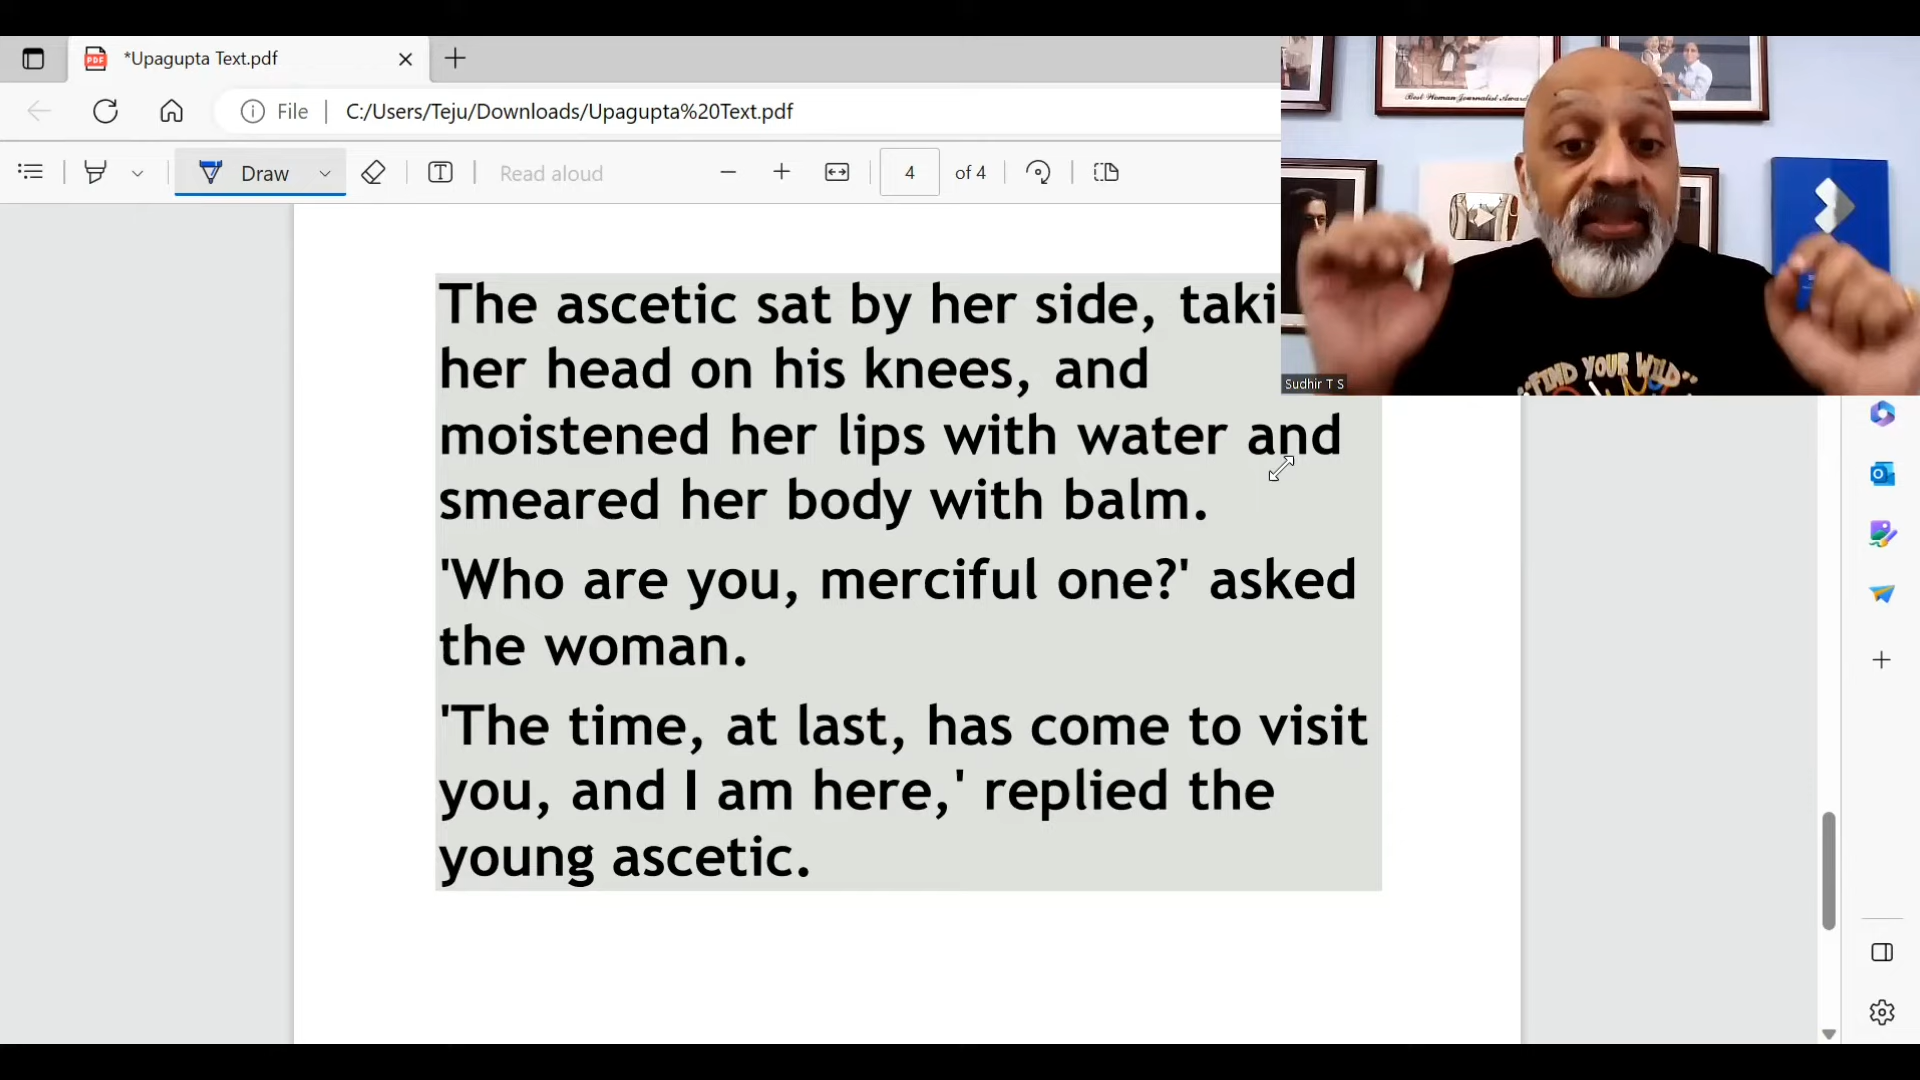 *Upagupta Text.pdf
File
C:/Users/Teju/Downloads/Upagupta%20Text.pdf
Draw
Read aloud
4
of 4
Best Woman Journalist
FIND YOUR WILD
Sudhir T S
The ascetic sat by her side, taki
her head on his knees, and
moistened her lips with water and
smeared her body with balm.
'Who are you, merciful one?' asked
the woman.
'The time, at last, has come to visit
you, and I am here,' replied the
young ascetic.